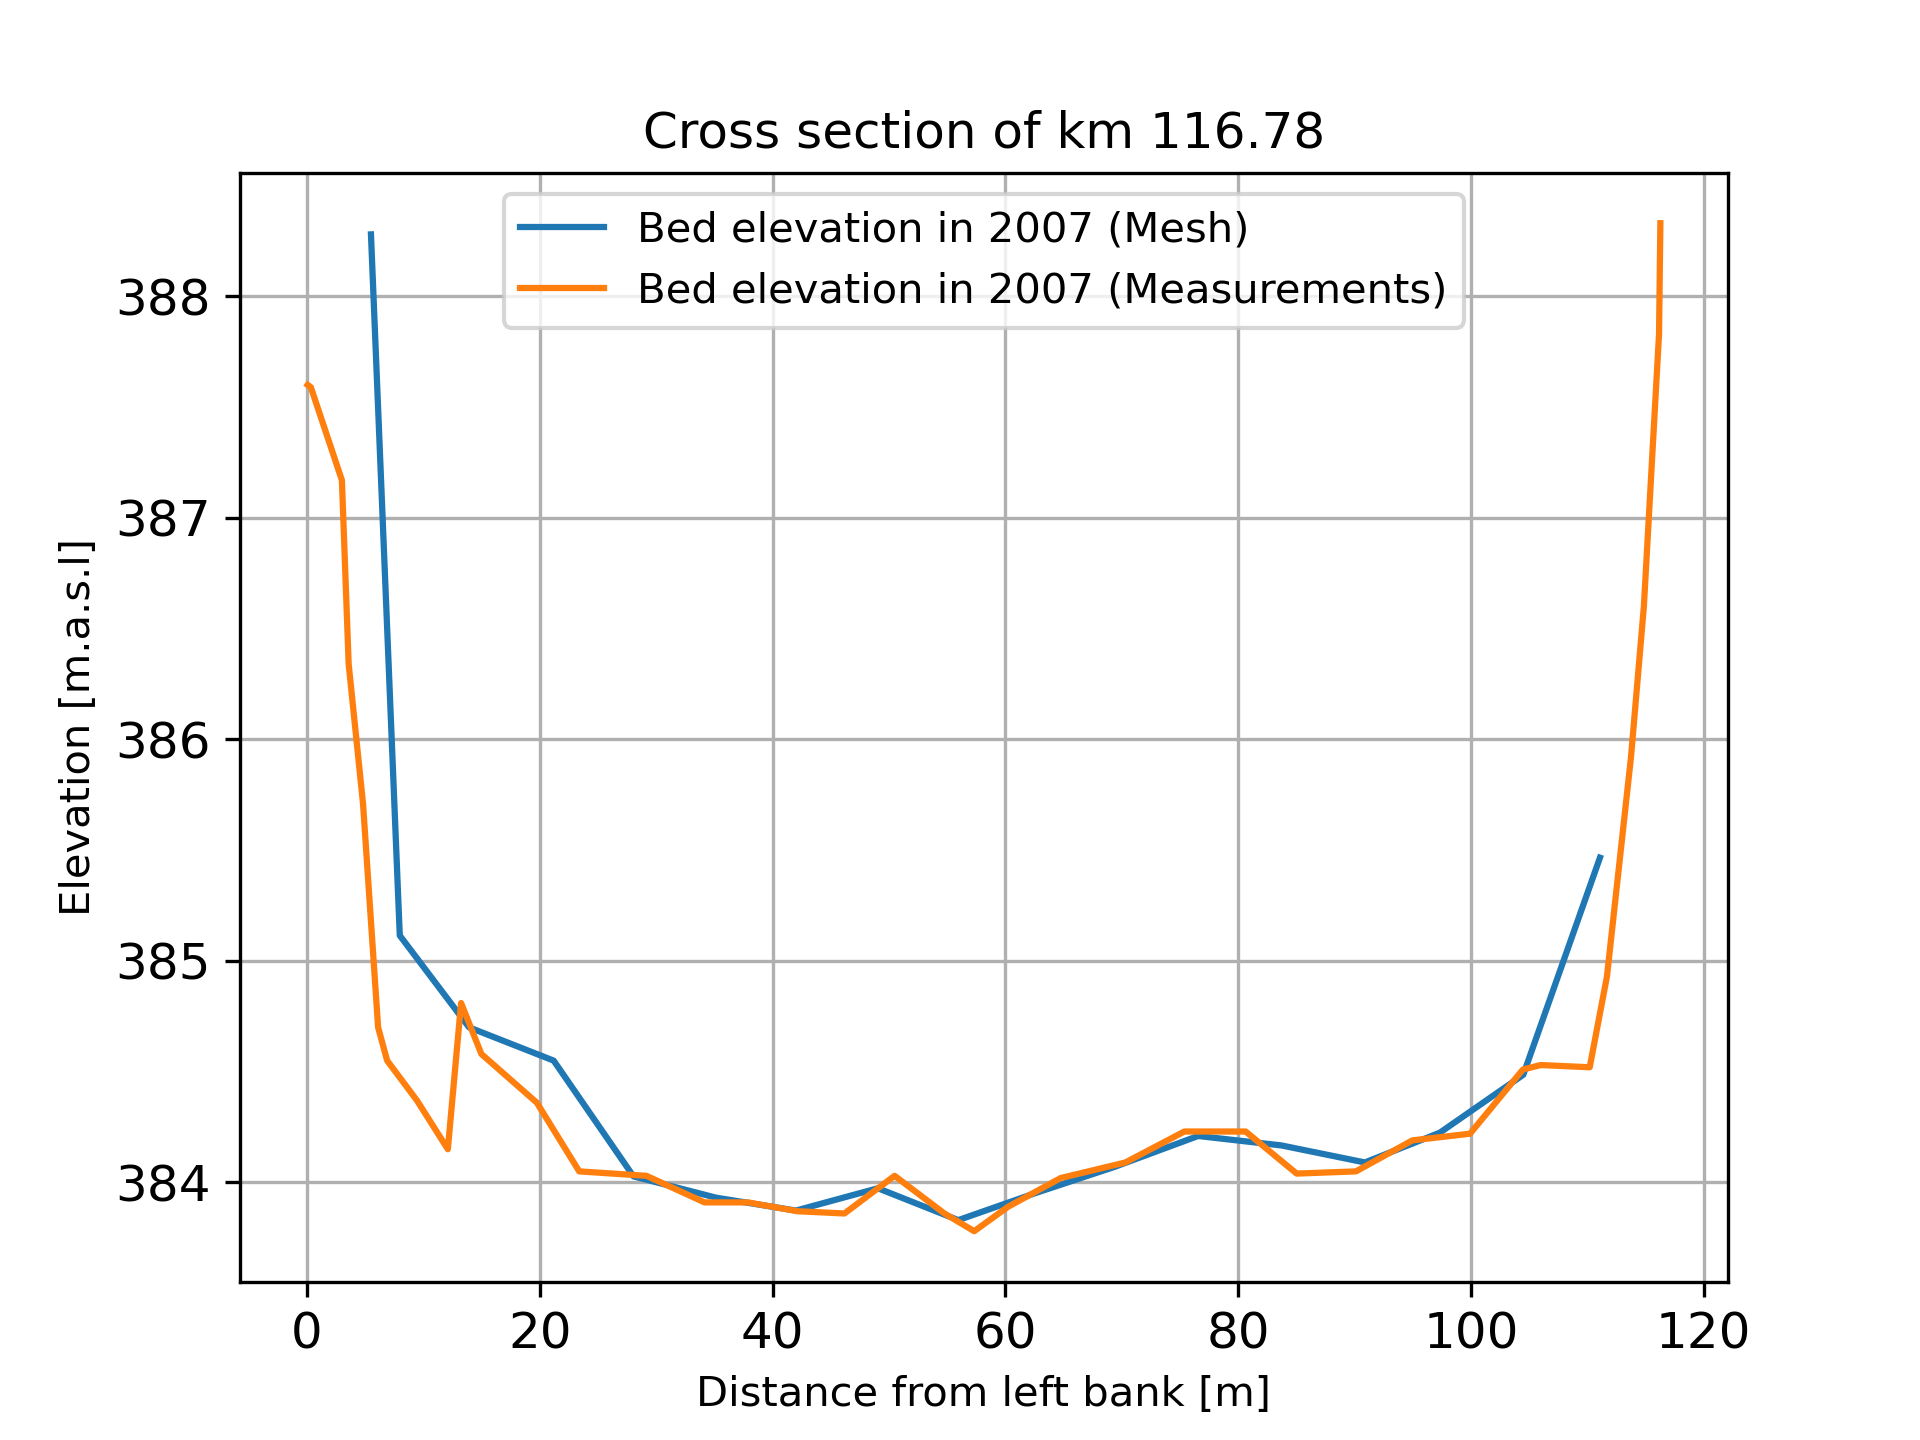 Cross section of km 116.78
Bed elevation in 2007 (Mesh)
Bed elevation in 2007 (Measurements)
388
387
386
385
384
Elevation [m.a.s.l]
0 20 40 60 80 100 120
Distance from left bank [m]